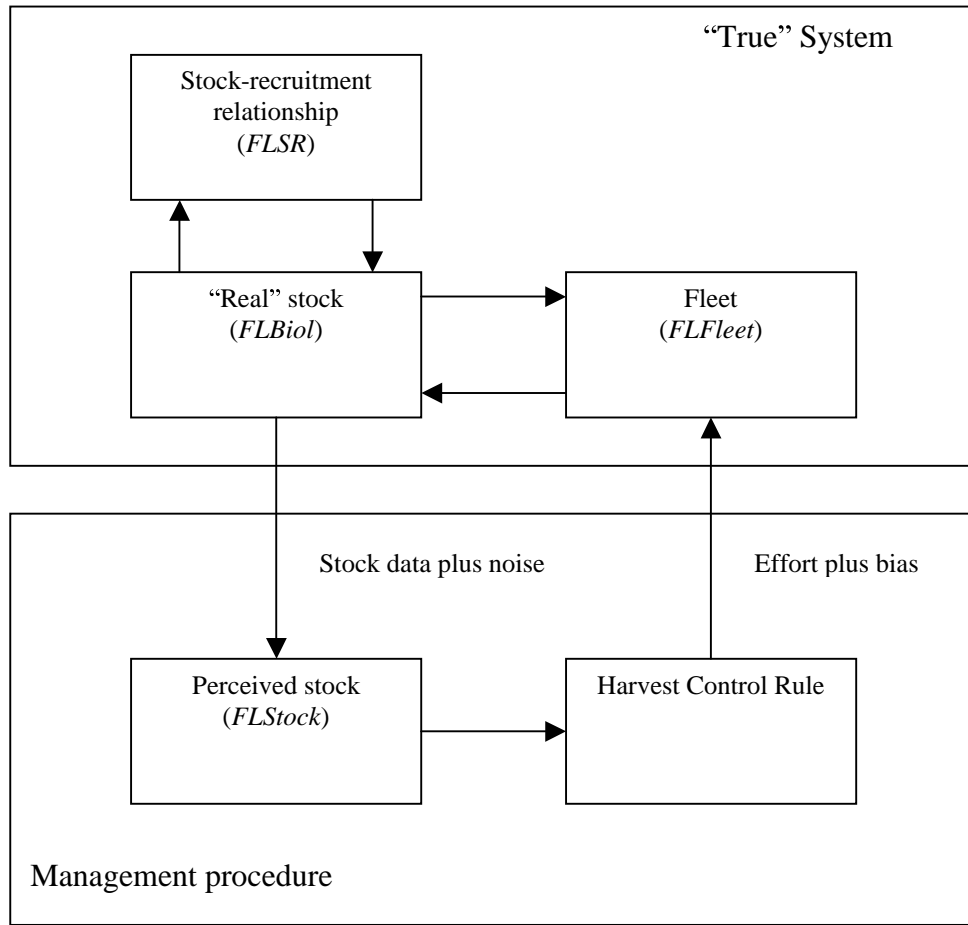 “True” System
Stock-recruitment
relationship
(FLSR)
“Real” stock
(FLBiol)
Fleet
(FLFleet)
Stock data plus noise
Effort plus bias
Perceived stock
(FLStock)
Harvest Control Rule
Management procedure